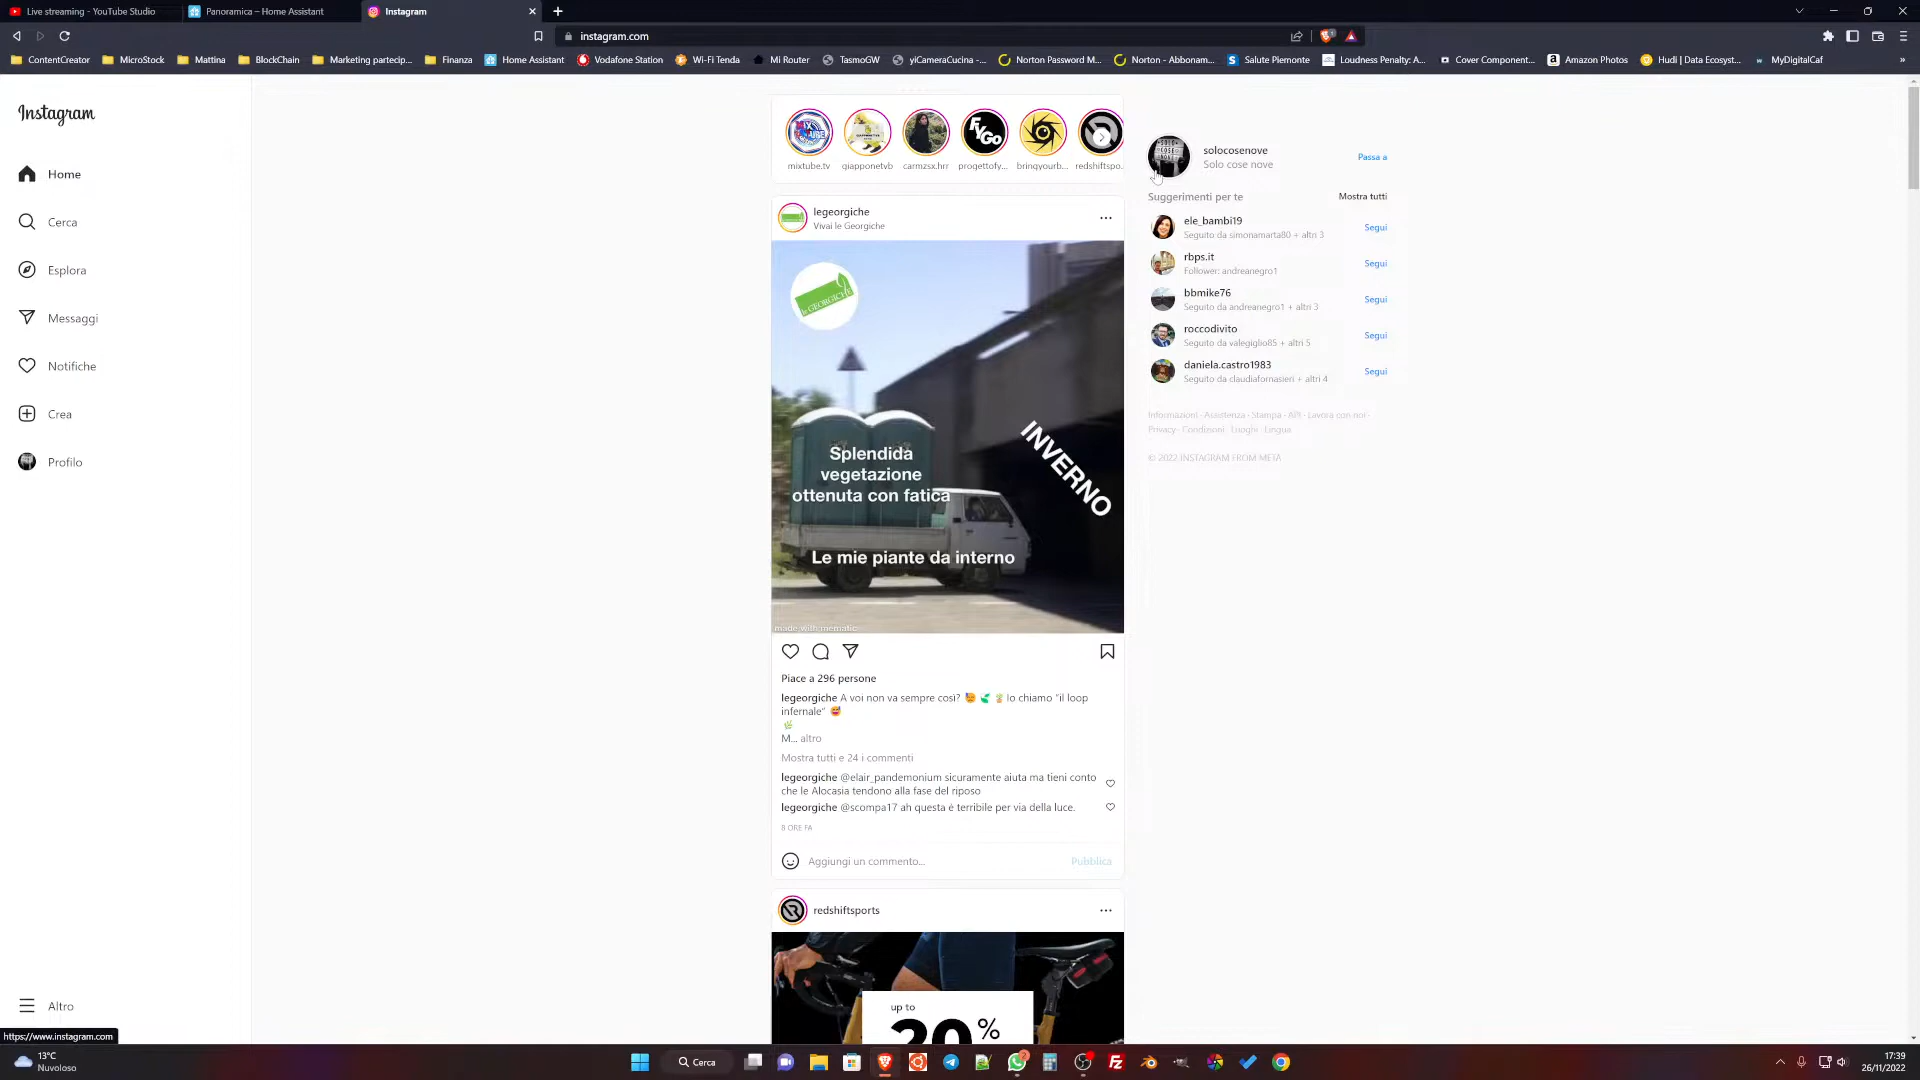 Live streaming - YouTube Studio
Panoramica – Home Assistant
Instagram
instagram.com
ContentCreator
MicroStock
Mattina
BlockChain
Marketing partecip...
Finanza
Home Assistant
Vodafone Station
Wi-Fi Tenda
Mi Router
TasmoGW
yiCameraCucina -...
Norton Password M...
Norton - Abbonam...
Salute Piemonte
Loudness Penalty: A...
Cover Component...
Amazon Photos
Hudi | Data Ecosyst...
MyDigitalCaf
Instagram
Home
Cerca
Esplora
Messaggi
Notifiche
Crea
Profilo
Altro
https://www.instagram.com
mixtube.tv
giapponetvb
carmzsx.hrr
progettofy...
bringyourb...
redshiftspo...
legeorgiche
Vivai le Georgiche
le GEORGICHE
INVERNO
Splendida
vegetazione
ottenuta con fatica
Le mie piante da interno
made with mematic
Piace a 296 persone
legeorgiche A voi non va sempre così? 🥵 🍃 🪴 Io chiamo "il loop
infernale" 🥵
🌿
M... altro
Mostra tutti e 24 i commenti
legeorgiche @elair_pandemonium sicuramente aiuta ma tieni conto
che le Alocasia tendono alla fase del riposo
legeorgiche @scompa17 ah questa é terribile per via della luce.
8 ORE FA
Aggiungi un commento...
Pubblica
redshiftsports
up to
20%
solocosenove
Solo cose nove
Passa a
Suggerimenti per te
Mostra tutti
ele_bambi19
Seguito da simonamarta80 + altri 3
Segui
rbps.it
Follower: andreanegro1
Segui
bbmike76
Seguito da andreanegro1 + altri 3
Segui
roccodivito
Seguito da valegiglio85 + altri 5
Segui
daniela.castro1983
Seguito da claudiafornasieri + altri 4
Segui
Informazioni · Assistenza · Stampa · API · Lavora con noi ·
Privacy · Condizioni · Luoghi · Lingua
© 2022 INSTAGRAM FROM META
13°C
Nuvoloso
Cerca
17:39
26/11/2022